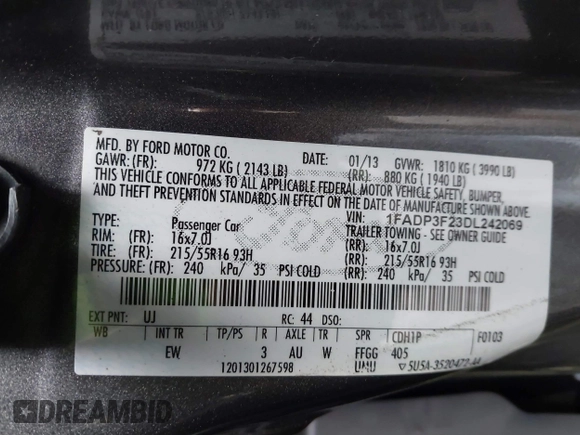 MFD. BY FORD MOTOR CO. DATE: 01/13 GVWR: 1810 KG ( 3990 LB)
GAWR: (FR): 972 KG ( 2143 LB) (RR): 880 KG ( 1940 LB)
THIS VEHICLE CONFORMS TO ALL APPLICABLE FEDERAL MOTOR VEHICLE SAFETY, BUMPER,
AND THEFT PREVENTION STANDARDS IN EFFECT ON THE DATE OF MANUFACTURE SHOWN ABOVE.
VIN: 1FADP3F23DL242069
TYPE: Passenger Car TRAILER TOWING - SEE OWNER GUIDE
RIM: (FR): 16x7.0J (RR): 16x7.0J
TIRE: (FR): 215/55R16 93H (RR): 215/55R16 93H
PRESSURE: (FR): 240 kPa/ 35 PSI COLD (RR): 240 kPa/ 35 PSI COLD
EXT PNT: UJ RC: 44 DSO:
WB INT TR TP/PS R AXLE TR SPR CDH1P F0103
EW 3 AU W FFGG 405
1201301267598 UNU
DREAMBID